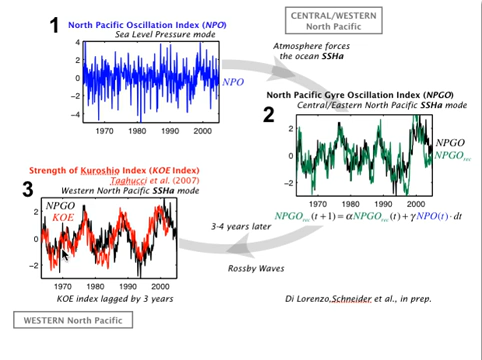 1
North Pacific Oscillation Index (NPO)
Sea Level Pressure mode
4
2
0
−2
−4
NPO
1970 1980 1990 2000
CENTRAL/WESTERN
North Pacific
Atmosphere forces
the ocean SSHa
North Pacific Gyre Oscillation Index (NPGO)
Central/Eastern North Pacific SSHa mode
2
2
0
−2
NPGO
NPGOrec
1970 1980 1990 2000
NPGOrec(t+1) = αNPGOrec(t) + γNPO(t)·dt
Strength of Kuroshio Index (KOE Index)
Taghucci et al. (2007)
Western North Pacific SSHa mode
3
NPGO
KOE
2
0
−2
1970 1980 1990 2000
KOE index lagged by 3 years
3-4 years later
Rossby Waves
Di Lorenzo,Schneider et al., in prep.
WESTERN North Pacific